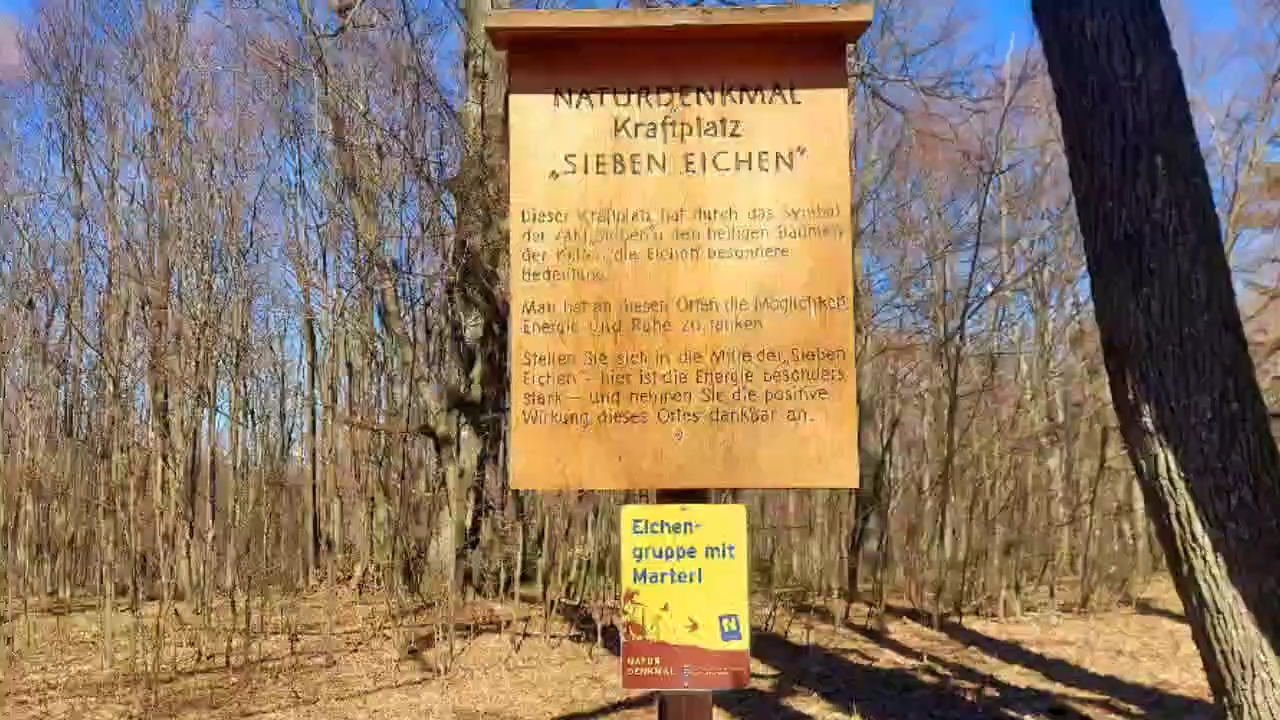 NATURDENKMAL
Kraftplatz
„SIEBEN EICHEN"
Dieser Kraftplatz hat durch das Symbol
der Zahl „Sieben" u. den heiligen Bäumen
der Kelten, die Eichen besondere
Bedeutung.
Man hat an diesen Orten die Möglichkeit
Energie und Ruhe zu tanken.
Stellen Sie sich in die Mitte der „Sieben
Eichen" – hier ist die Energie besonders
stark – und nehmen Sie die positive
Wirkung dieses Ortes dankbar an.
Eichen-
gruppe mit
Marterl
N
NATUR
DENKMAL